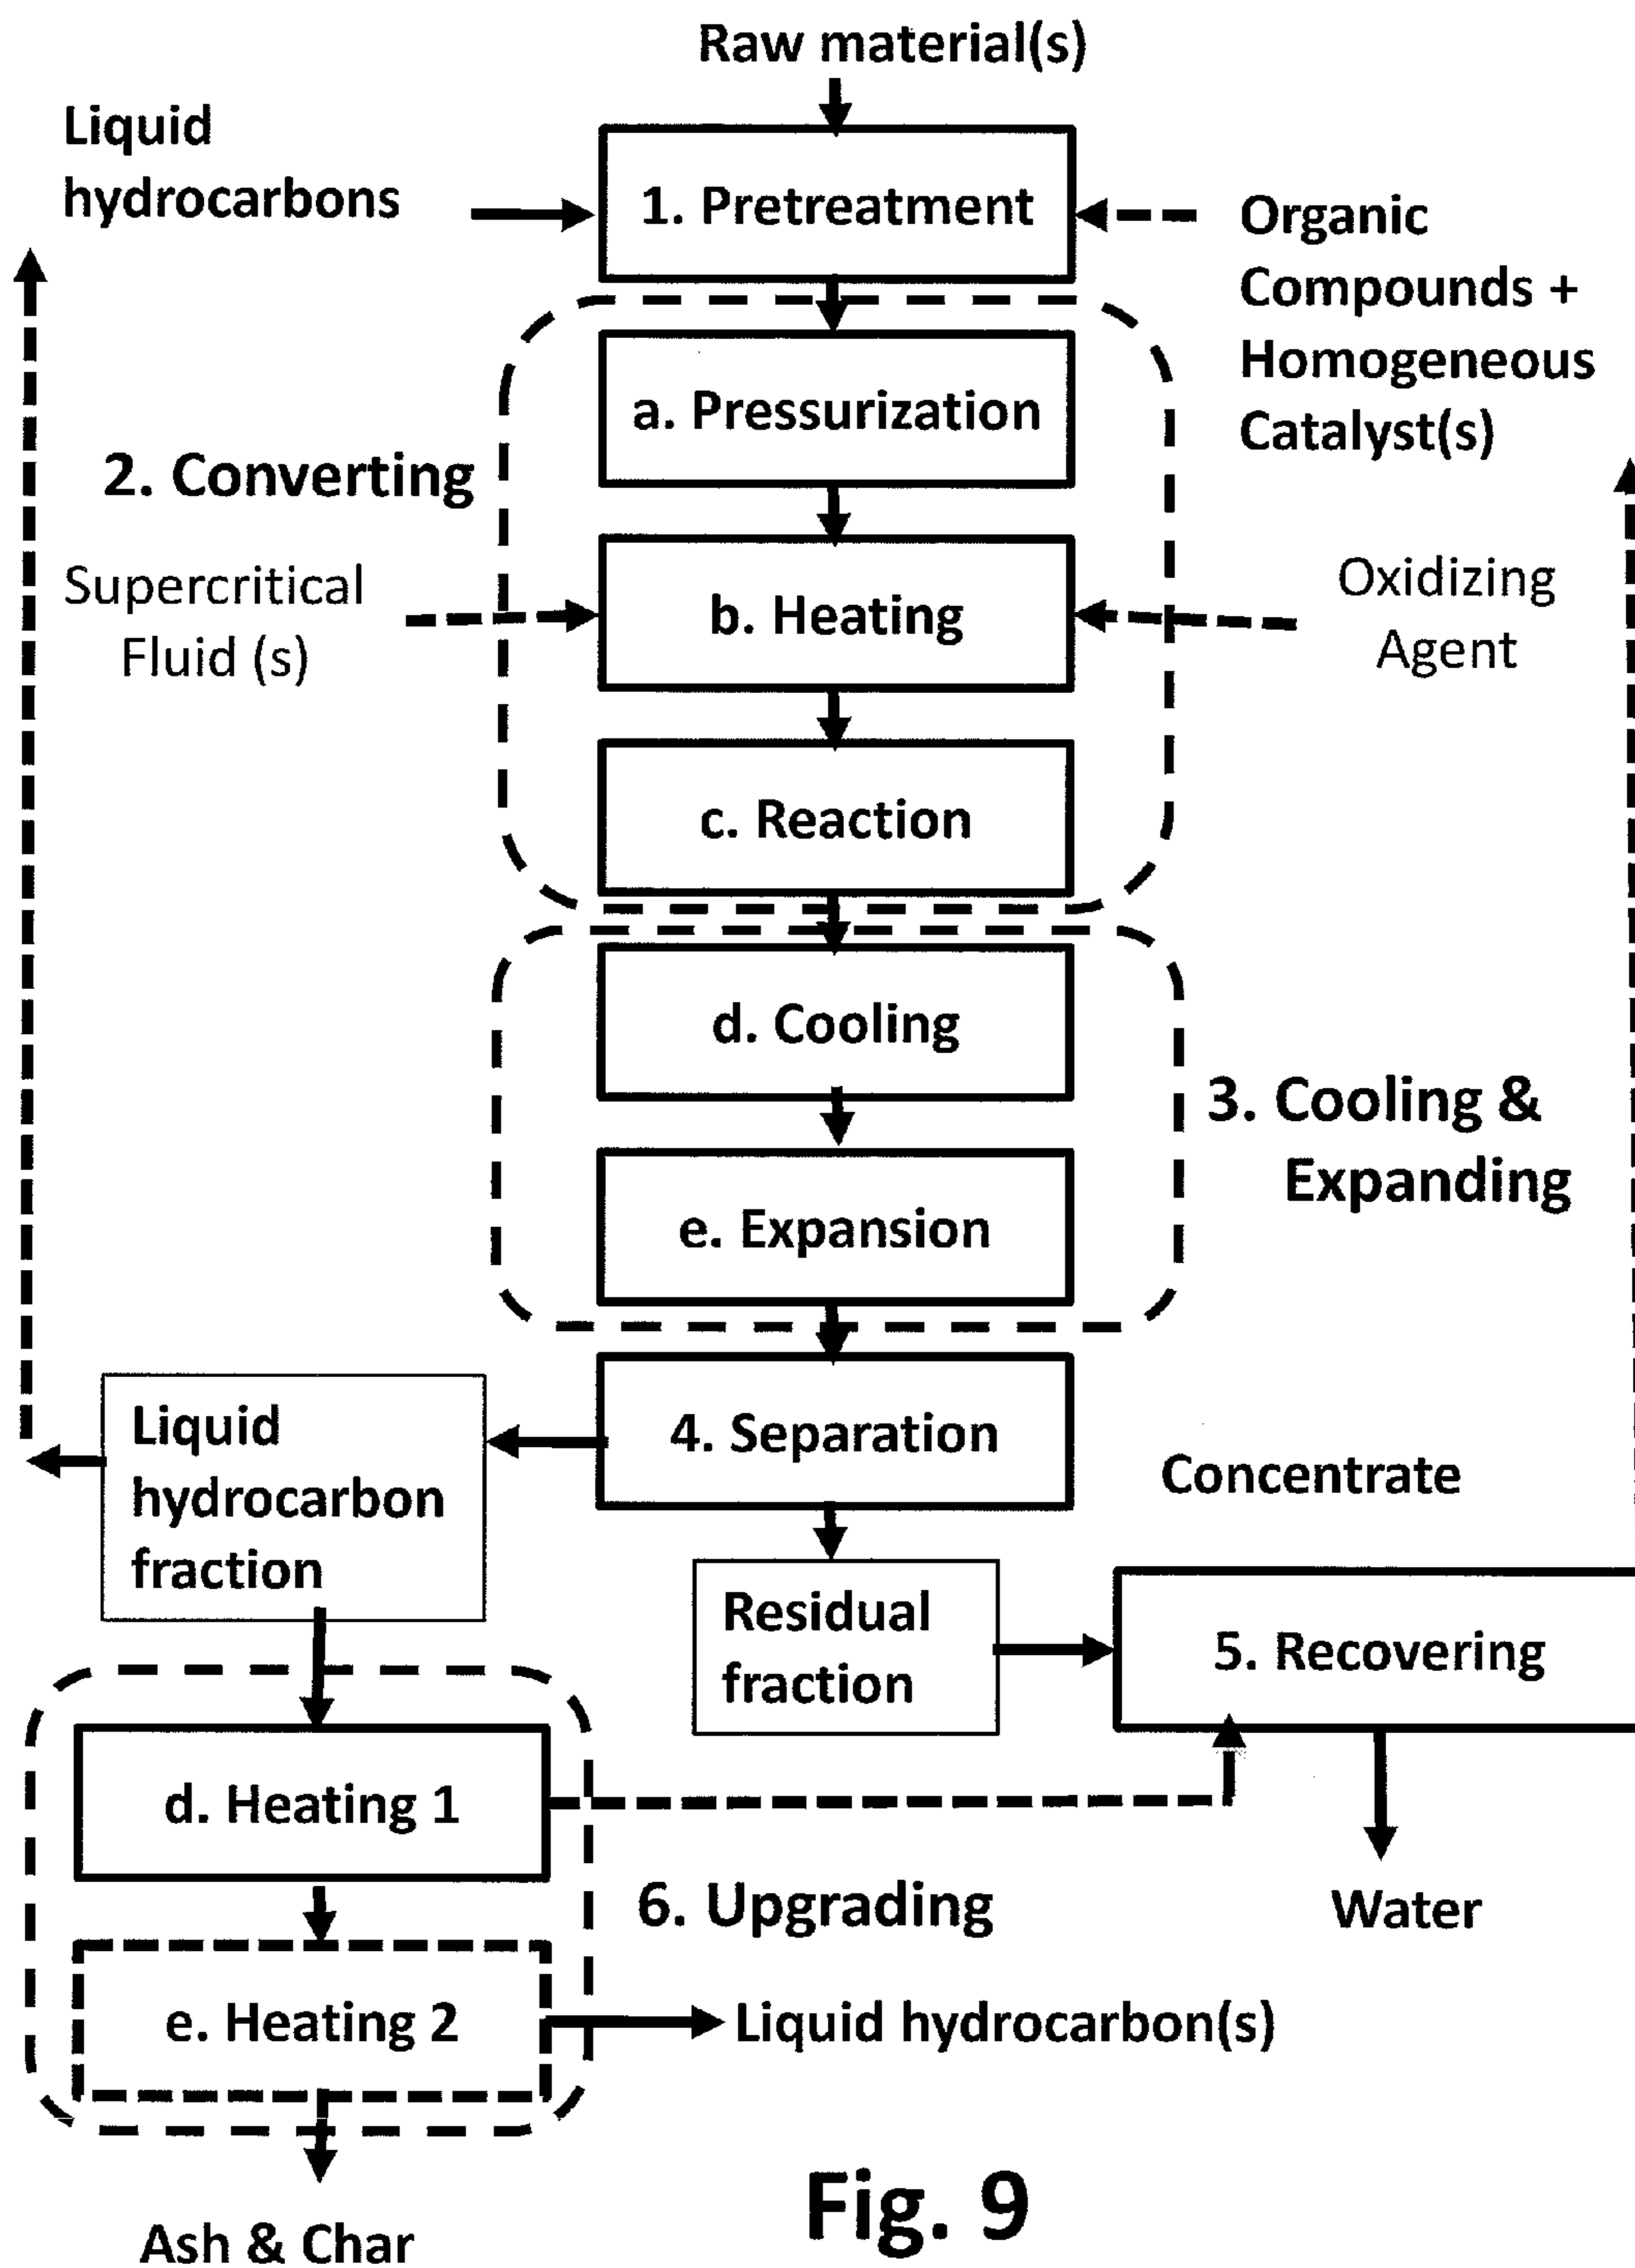 Raw material(s)
Liquid
hydrocarbons
1. Pretreatment
Organic
Compounds +
Homogeneous
Catalyst(s)
a. Pressurization
2. Converting
Supercritical
Fluid (s)
b. Heating
Oxidizing
Agent
c. Reaction
d. Cooling
3. Cooling &
Expanding
e. Expansion
4. Separation
Liquid
hydrocarbon
fraction
Concentrate
Residual
fraction
5. Recovering
d. Heating 1
6. Upgrading
Water
e. Heating 2
Liquid hydrocarbon(s)
Ash & Char
Fig. 9